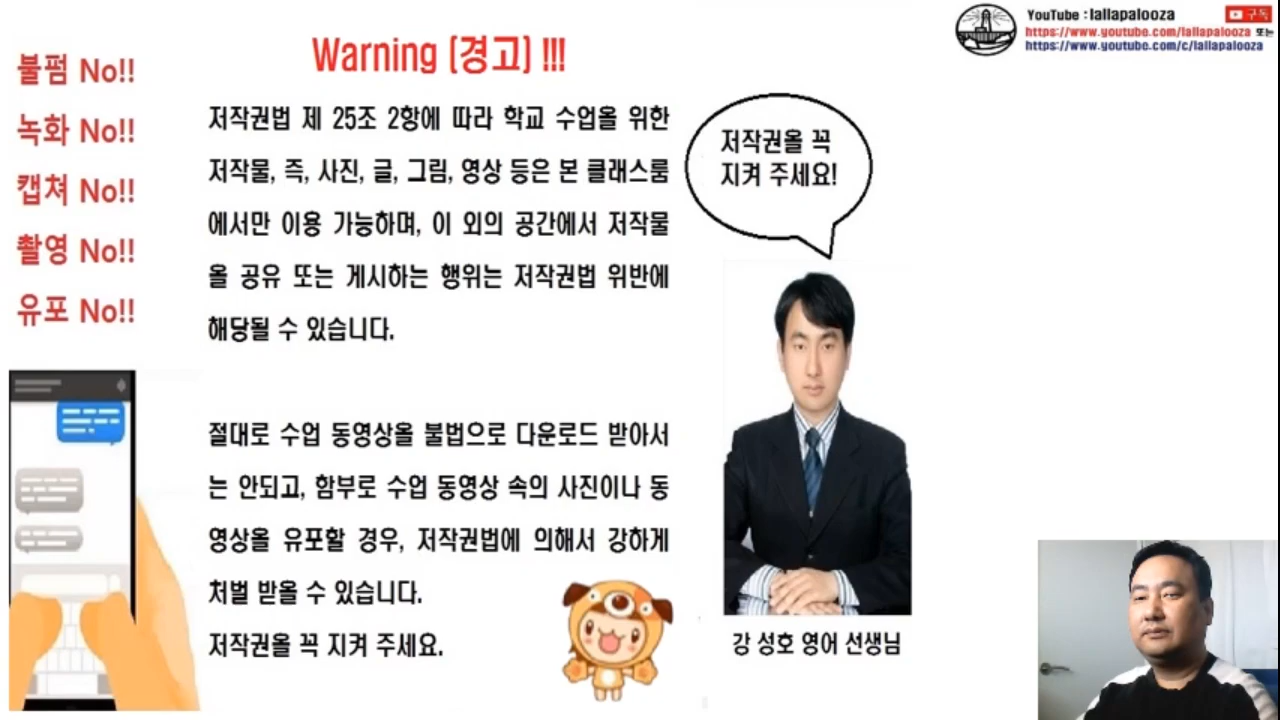 불펌 No!!
녹화 No!!
캡쳐 No!!
촬영 No!!
유포 No!!
Warning (경고) !!!
저작권법 제 25조 2항에 따라 학교 수업을 위한
저작물, 즉, 사진, 글, 그림, 영상 등은 본 클래스룸
에서만 이용 가능하며, 이 외의 공간에서 저작물
을 공유 또는 게시하는 행위는 저작권법 위반에
해당될 수 있습니다.
절대로 수업 동영상을 불법으로 다운로드 받아서
는 안되고, 함부로 수업 동영상 속의 사진이나 동
영상을 유포할 경우, 저작권법에 의해서 강하게
처벌 받을 수 있습니다.
저작권을 꼭 지켜 주세요.
저작권을 꼭
지켜 주세요!
강 성호 영어 선생님
YouTube : lallapalooza
구독
https://www.youtube.com/lallapalooza 또는
https://www.youtube.com/c/lallapalooza